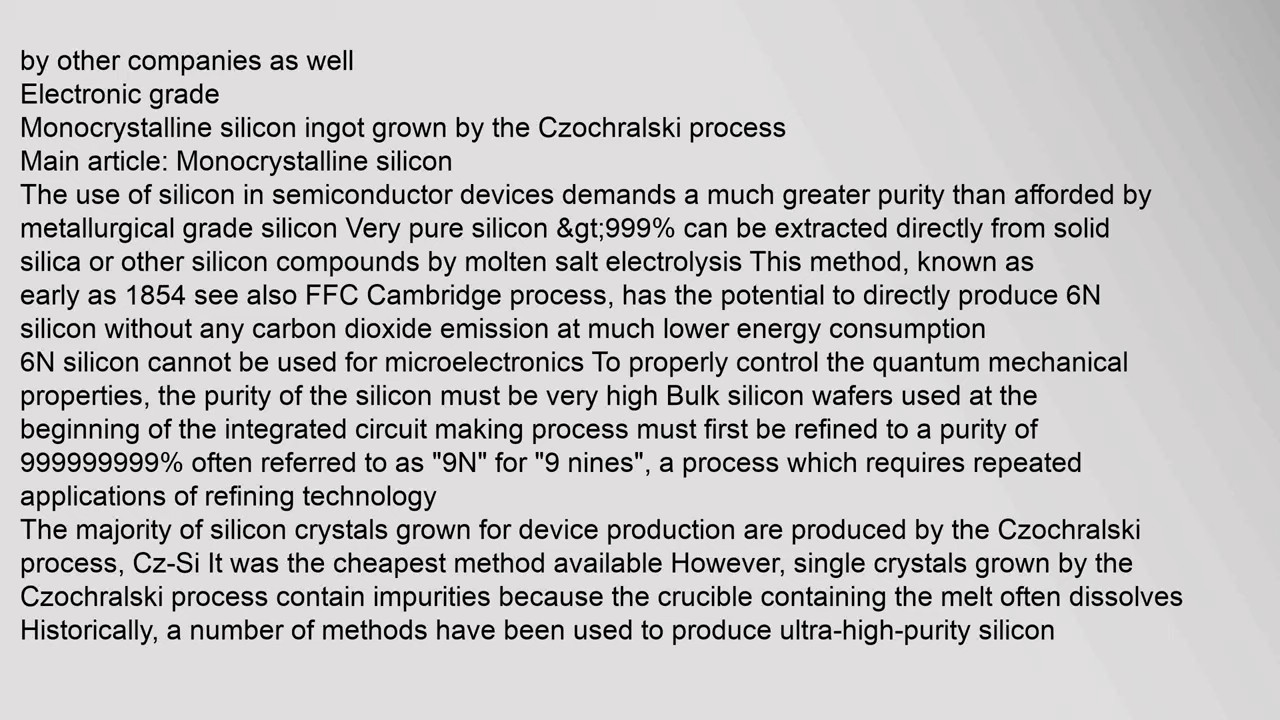 by other companies as well
Electronic grade
Monocrystalline silicon ingot grown by the Czochralski process
Main article: Monocrystalline silicon
The use of silicon in semiconductor devices demands a much greater purity than afforded by
metallurgical grade silicon Very pure silicon &gt;999% can be extracted directly from solid
silica or other silicon compounds by molten salt electrolysis This method, known as
early as 1854 see also FFC Cambridge process, has the potential to directly produce 6N
silicon without any carbon dioxide emission at much lower energy consumption
6N silicon cannot be used for microelectronics To properly control the quantum mechanical
properties, the purity of the silicon must be very high Bulk silicon wafers used at the
beginning of the integrated circuit making process must first be refined to a purity of
999999999% often referred to as "9N" for "9 nines", a process which requires repeated
applications of refining technology
The majority of silicon crystals grown for device production are produced by the Czochralski
process, Cz-Si It was the cheapest method available However, single crystals grown by the
Czochralski process contain impurities because the crucible containing the melt often dissolves
Historically, a number of methods have been used to produce ultra-high-purity silicon